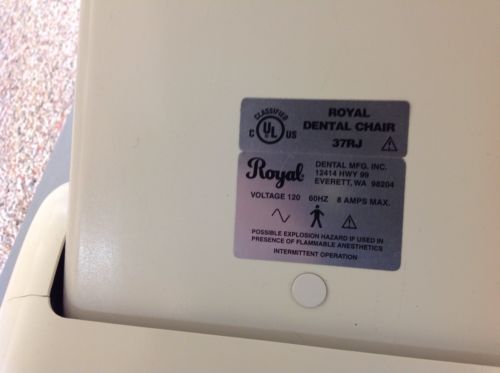 CLASSIFIED
C UL US
ROYAL
DENTAL CHAIR
37RJ
Royal
DENTAL MFG. INC.
12414 HWY 99
EVERETT, WA 98204
VOLTAGE 120 60HZ 8 AMPS MAX.
POSSIBLE EXPLOSION HAZARD IF USED IN
PRESENCE OF FLAMMABLE ANESTHETICS
INTERMITTENT OPERATION